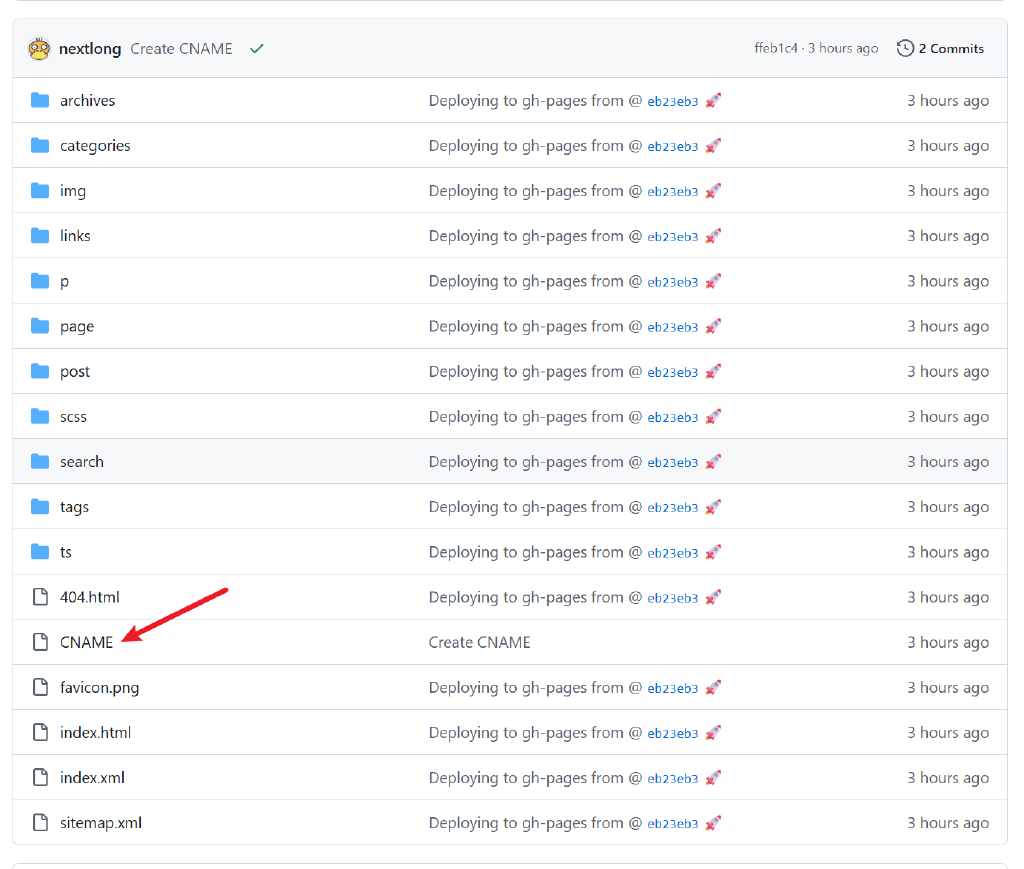 nextlong Create CNAME ffeb1c4 · 3 hours ago 2 Commits
archives Deploying to gh-pages from @ eb23eb3 🚀 3 hours ago
categories Deploying to gh-pages from @ eb23eb3 🚀 3 hours ago
img Deploying to gh-pages from @ eb23eb3 🚀 3 hours ago
links Deploying to gh-pages from @ eb23eb3 🚀 3 hours ago
p Deploying to gh-pages from @ eb23eb3 🚀 3 hours ago
page Deploying to gh-pages from @ eb23eb3 🚀 3 hours ago
post Deploying to gh-pages from @ eb23eb3 🚀 3 hours ago
scss Deploying to gh-pages from @ eb23eb3 🚀 3 hours ago
search Deploying to gh-pages from @ eb23eb3 🚀 3 hours ago
tags Deploying to gh-pages from @ eb23eb3 🚀 3 hours ago
ts Deploying to gh-pages from @ eb23eb3 🚀 3 hours ago
404.html Deploying to gh-pages from @ eb23eb3 🚀 3 hours ago
CNAME Create CNAME 3 hours ago
favicon.png Deploying to gh-pages from @ eb23eb3 🚀 3 hours ago
index.html Deploying to gh-pages from @ eb23eb3 🚀 3 hours ago
index.xml Deploying to gh-pages from @ eb23eb3 🚀 3 hours ago
sitemap.xml Deploying to gh-pages from @ eb23eb3 🚀 3 hours ago